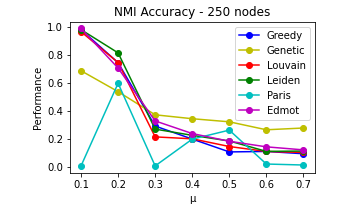 NMI Accuracy - 250 nodes
Performance
1.0
0.8
0.6
0.4
0.2
0.0
Greedy
Genetic
Louvain
Leiden
Paris
Edmot
0.1 0.2 0.3 0.4 0.5 0.6 0.7
μ